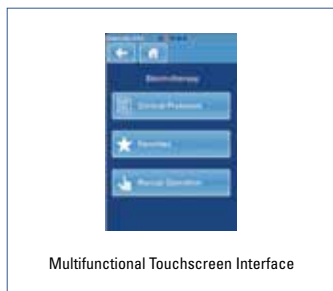 Electrotherapy
Clinical Protocols
Favorites
Manual Operation
Multifunctional Touchscreen Interface